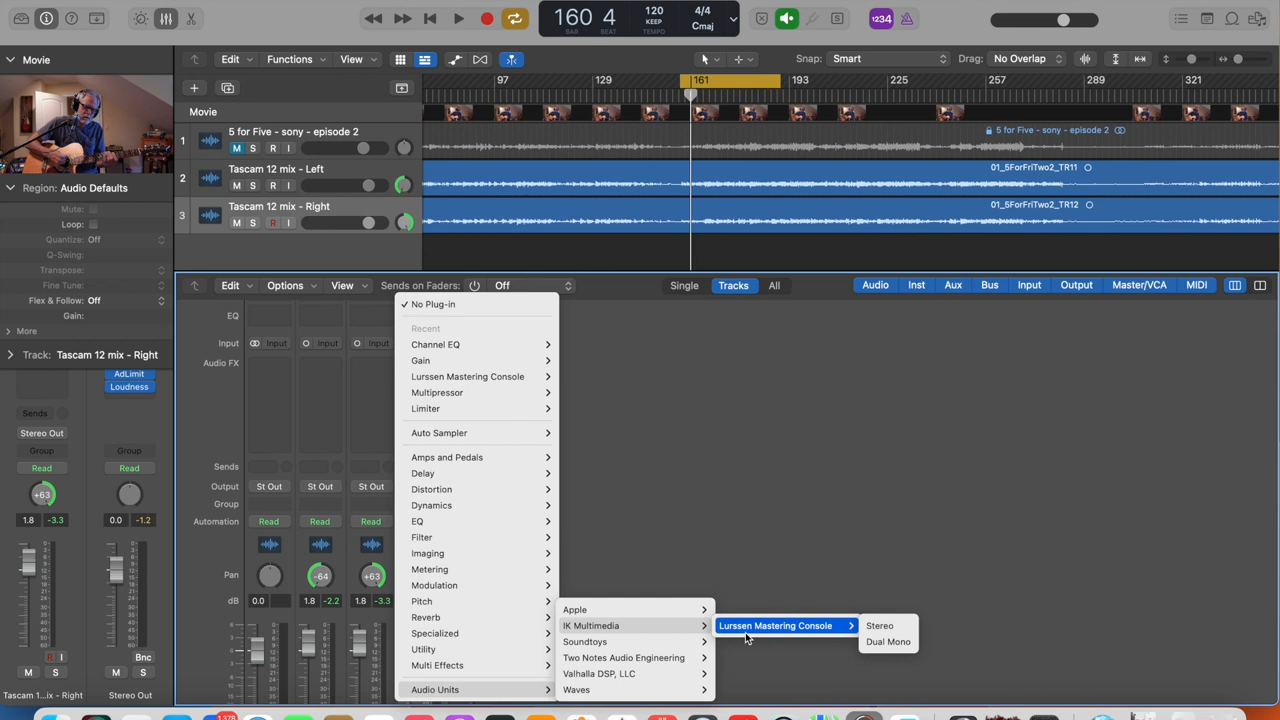 160 4
BAR BEAT
120
KEEP
TEMPO
4/4
Cmaj
S
1234
Movie
Edit Functions View Snap: Smart Drag: No Overlap
97 129 161 193 225 257 289 321
Movie
1 5 for Five - sony - episode 2
M S R I
5 for Five - sony - episode 2
2 Tascam 12 mix - Left
M S R I
01_5ForFriTwo2_TR11
3 Tascam 12 mix - Right
M S R I
01_5ForFriTwo2_TR12
Region: Audio Defaults
Mute:
Loop:
Quantize: Off
Q-Swing:
Transpose:
Fine Tune:
Flex & Follow: Off
Gain:
More
Track: Tascam 12 mix - Right
AdLimit
Loudness
Sends
Stereo Out
Group Group
Read Read
+63
1.8 -3.3 0.0 -1.2
R I Bnc
M S M S
Tascam 1...ix - Right Stereo Out
Edit Options View Sends on Faders: Off Single Tracks All Audio Inst Aux Bus Input Output Master/VCA MIDI
EQ
Input Input Input Input
Audio FX
Sends
Output St Out St Out St Out
Group
Automation Read Read Read
Pan -64 +63
dB 0.0 1.8 -2.2 1.8 -3.3
No Plug-in
Recent
Channel EQ
Gain
Lurssen Mastering Console
Multipressor
Limiter
Auto Sampler
Amps and Pedals
Delay
Distortion
Dynamics
EQ
Filter
Imaging
Metering
Modulation
Pitch
Reverb
Specialized
Utility
Multi Effects
Audio Units
Apple
IK Multimedia
Soundtoys
Two Notes Audio Engineering
Valhalla DSP, LLC
Waves
Lurssen Mastering Console
Stereo
Dual Mono
1378